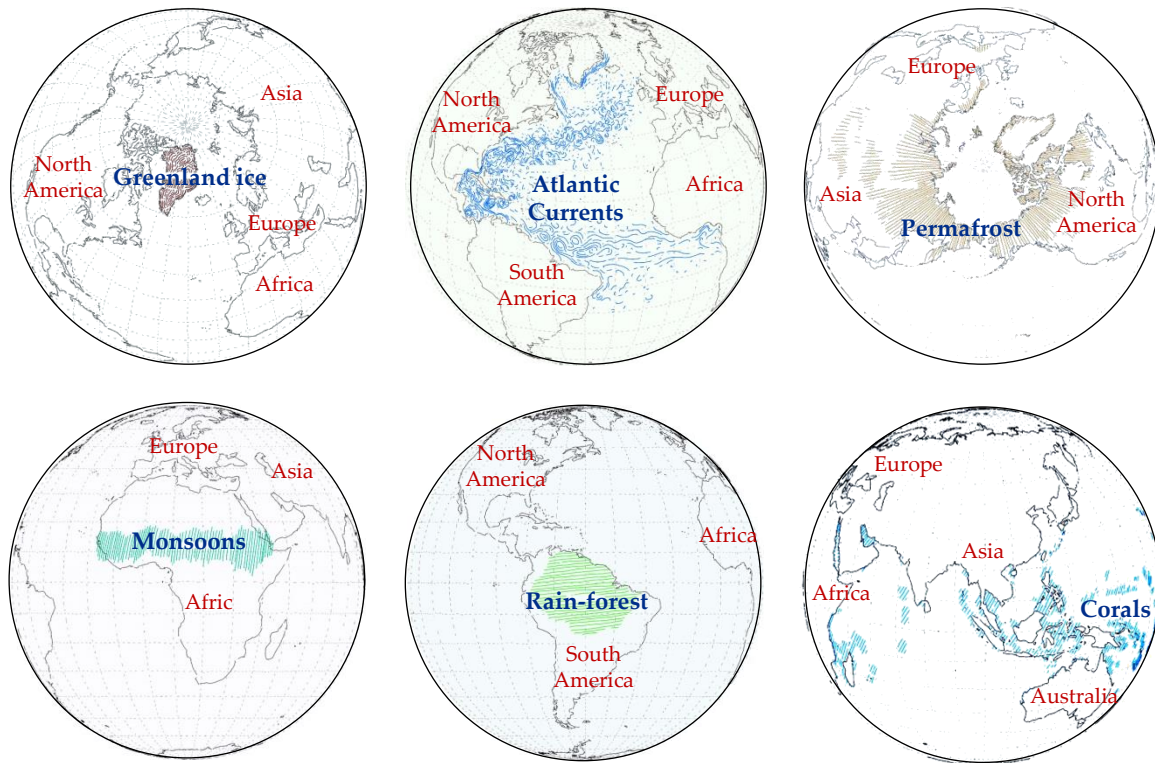 Asia
North
America
Greenland ice
Europe
Africa
North
America
Europe
Atlantic
Currents
Africa
South
America
Europe
Asia
North
America
Permafrost
Europe
Asia
Monsoons
Afric
North
America
Africa
Rain-forest
South
America
Europe
Asia
Africa
Corals
Australia